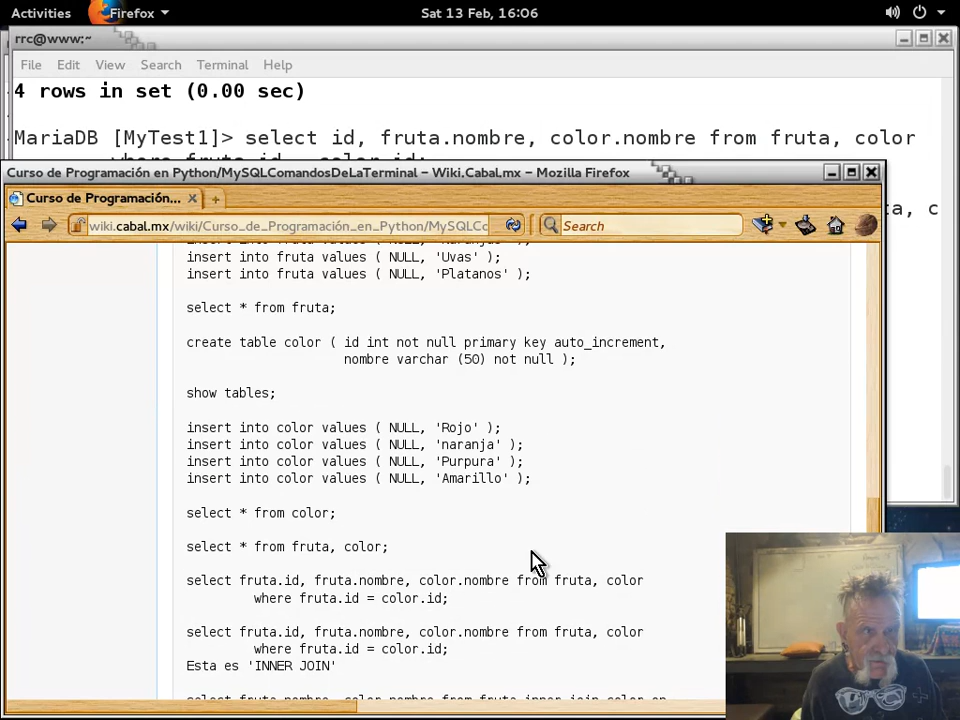 Activities Firefox Sat 13 Feb, 16:06
rrc@www:~
File Edit View Search Terminal Help
4 rows in set (0.00 sec)
MariaDB [MyTest1]> select id, fruta.nombre, color.nombre from fruta, color
Curso de Programación en Python/MySQLComandosDeLaTerminal – Wiki.Cabal.mx – Mozilla Firefox
ta, c
Curso de Programación...
wiki.cabal.mx/wiki/Curso_de_Programación_en_Python/MySQLCo Search
insert into fruta values ( NULL, 'Uvas' );
insert into fruta values ( NULL, 'Platanos' );
select * from fruta;
create table color ( id int not null primary key auto_increment,
nombre varchar (50) not null );
show tables;
insert into color values ( NULL, 'Rojo' );
insert into color values ( NULL, 'naranja' );
insert into color values ( NULL, 'Purpura' );
insert into color values ( NULL, 'Amarillo' );
select * from color;
select * from fruta, color;
select fruta.id, fruta.nombre, color.nombre from fruta, color
where fruta.id = color.id;
select fruta.id, fruta.nombre, color.nombre from fruta, color
where fruta.id = color.id;
Esta es 'INNER JOIN'